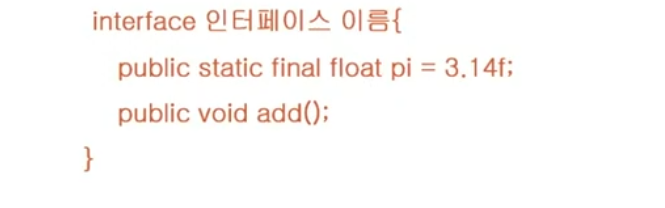 interface 인터페이스 이름{
public static final float pi = 3.14f;
public void add();
}